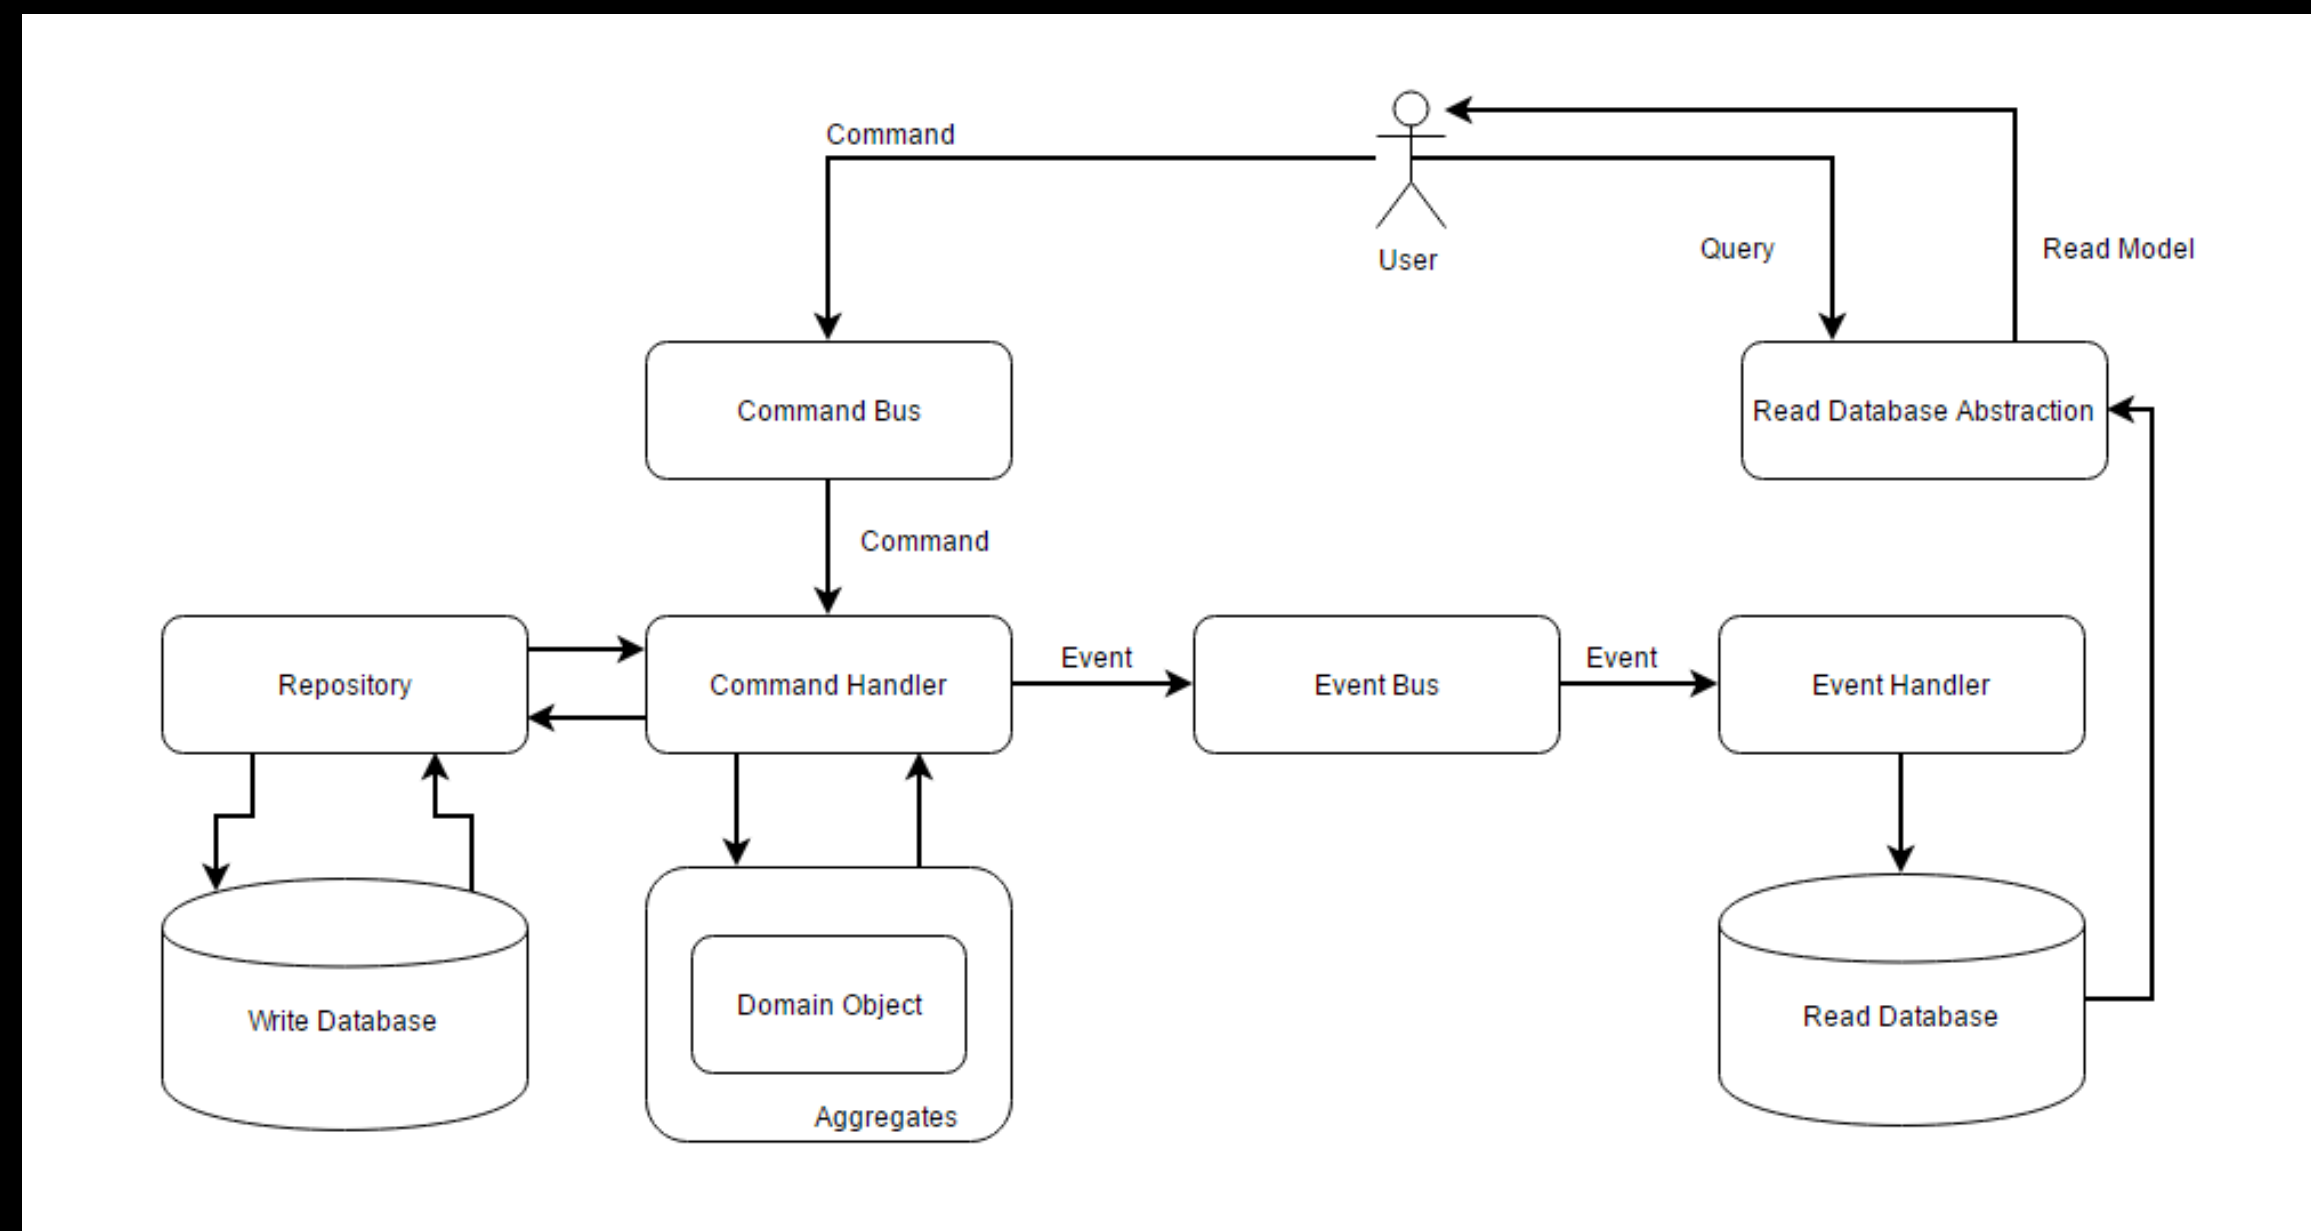 Command
User
Query
Read Model
Command Bus
Read Database Abstraction
Command
Repository
Command Handler
Event
Event Bus
Event
Event Handler
Write Database
Domain Object
Aggregates
Read Database